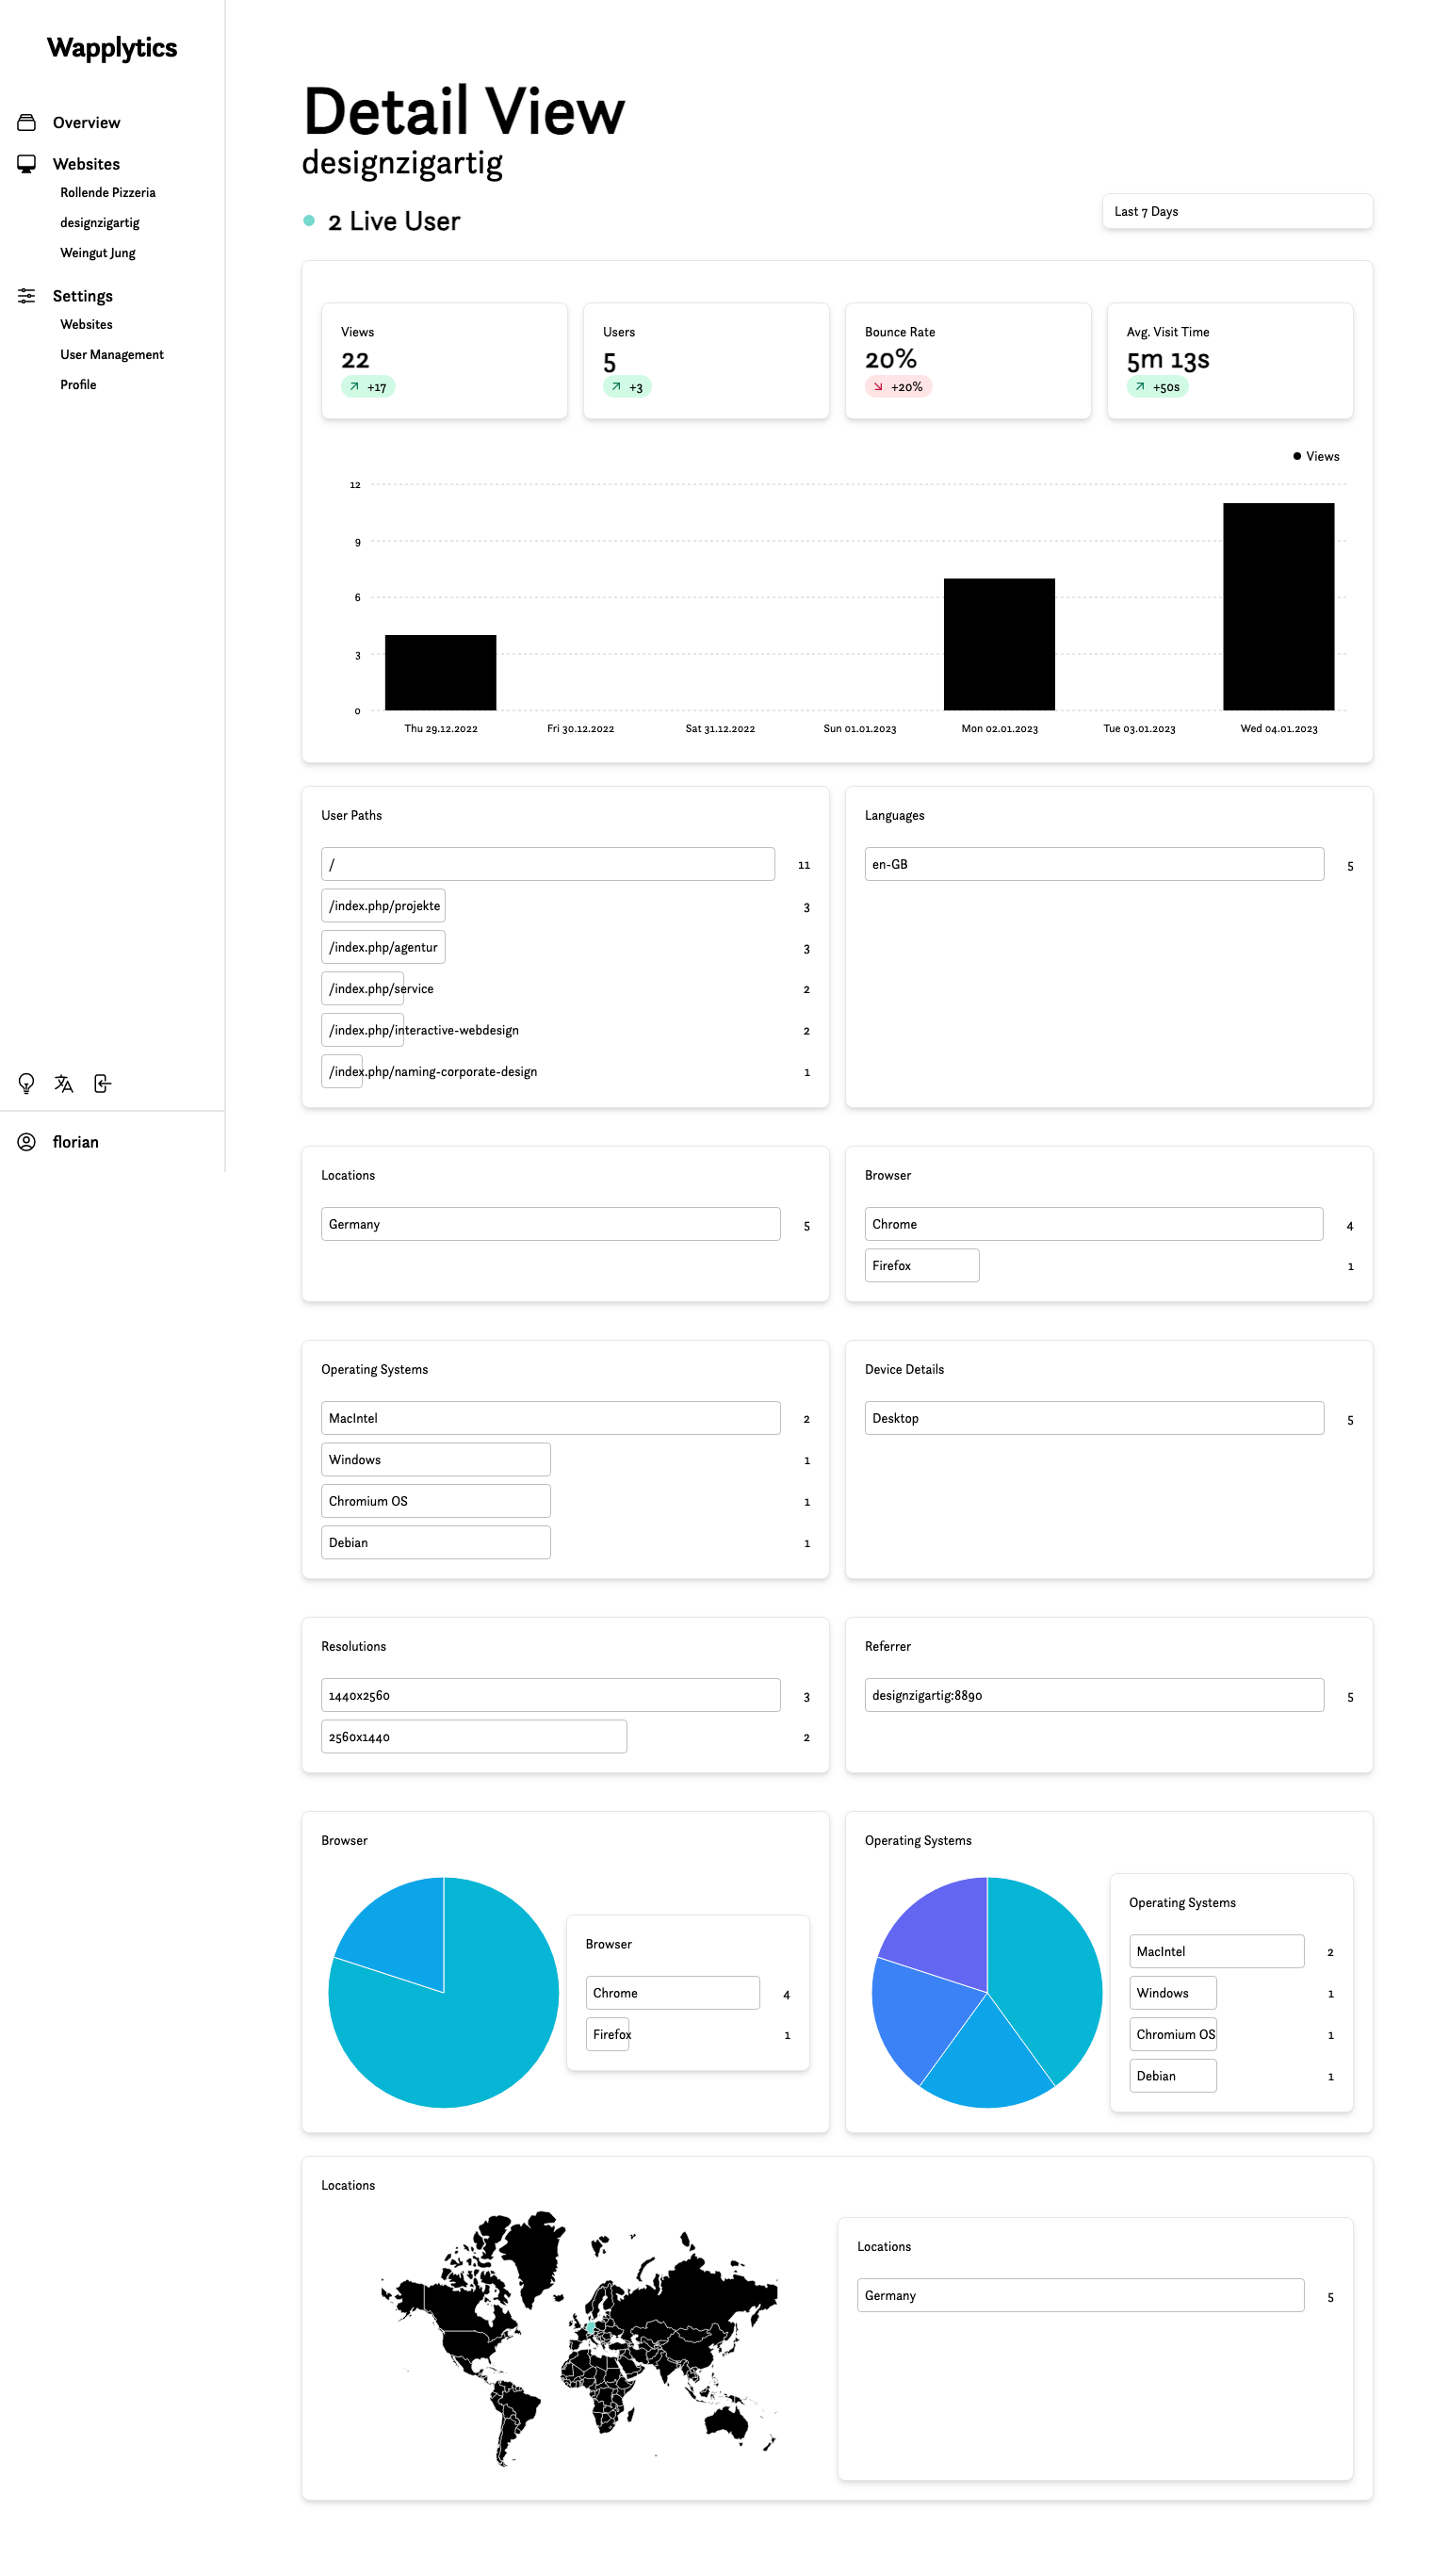 Wapplytics
Overview
Websites
Rollende Pizzeria
designzigartig
Weingut Jung
Settings
Websites
User Management
Profile
florian
Detail View
designzigartig
2 Live User
Last 7 Days
Views
22
+17
Users
5
+3
Bounce Rate
20%
+20%
Avg. Visit Time
5m 13s
+50s
Views
12
9
6
3
0
Thu 29.12.2022 Fri 30.12.2022 Sat 31.12.2022 Sun 01.01.2023 Mon 02.01.2023 Tue 03.01.2023 Wed 04.01.2023
User Paths
/ 11
/index.php/projekte 3
/index.php/agentur 3
/index.php/service 2
/index.php/interactive-webdesign 2
/index.php/naming-corporate-design 1
Languages
en-GB 5
Locations
Germany 5
Browser
Chrome 4
Firefox 1
Operating Systems
MacIntel 2
Windows 1
Chromium OS 1
Debian 1
Device Details
Desktop 5
Resolutions
1440x2560 3
2560x1440 2
Referrer
designzigartig:8890 5
Browser
Browser
Chrome 4
Firefox 1
Operating Systems
Operating Systems
MacIntel 2
Windows 1
Chromium OS 1
Debian 1
Locations
Locations
Germany 5